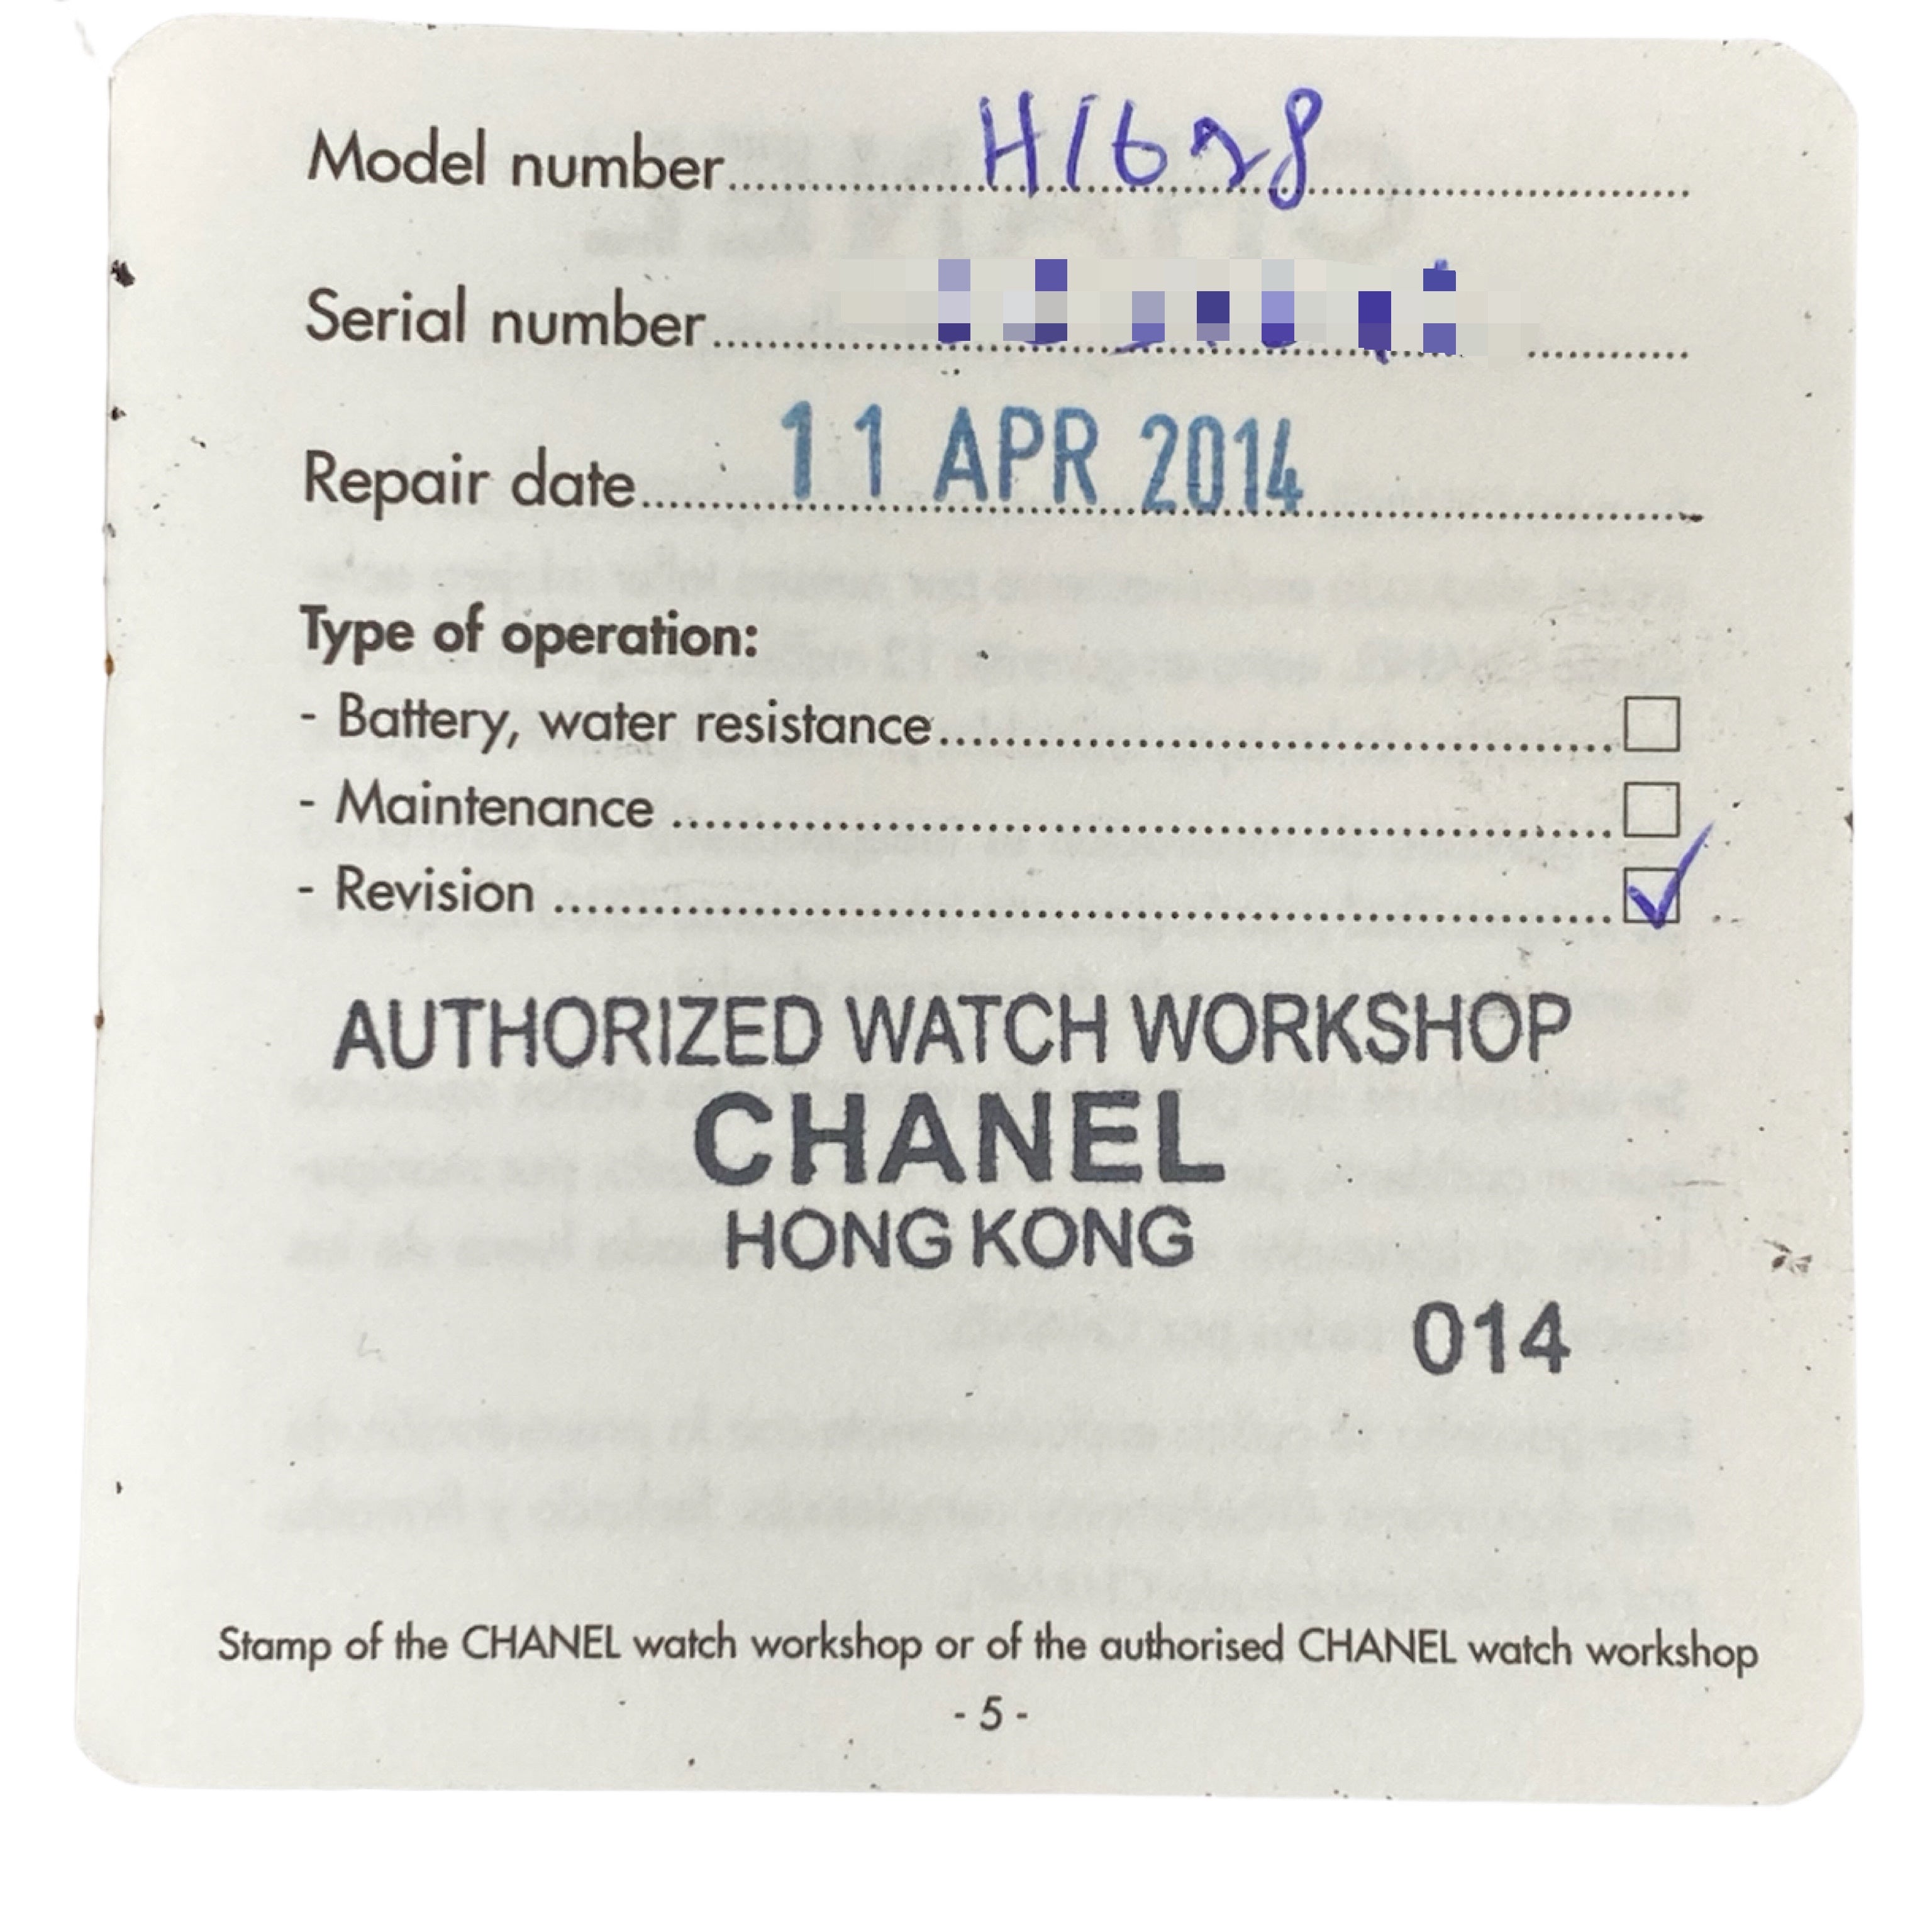 Model number........ H1628
Serial number........
Repair date........ 11 APR 2014
Type of operation:
- Battery, water resistance........ ☐
- Maintenance ........ ☐
- Revision ........ ☑
AUTHORIZED WATCH WORKSHOP
CHANEL
HONG KONG
014
Stamp of the CHANEL watch workshop or of the authorised CHANEL watch workshop
- 5 -